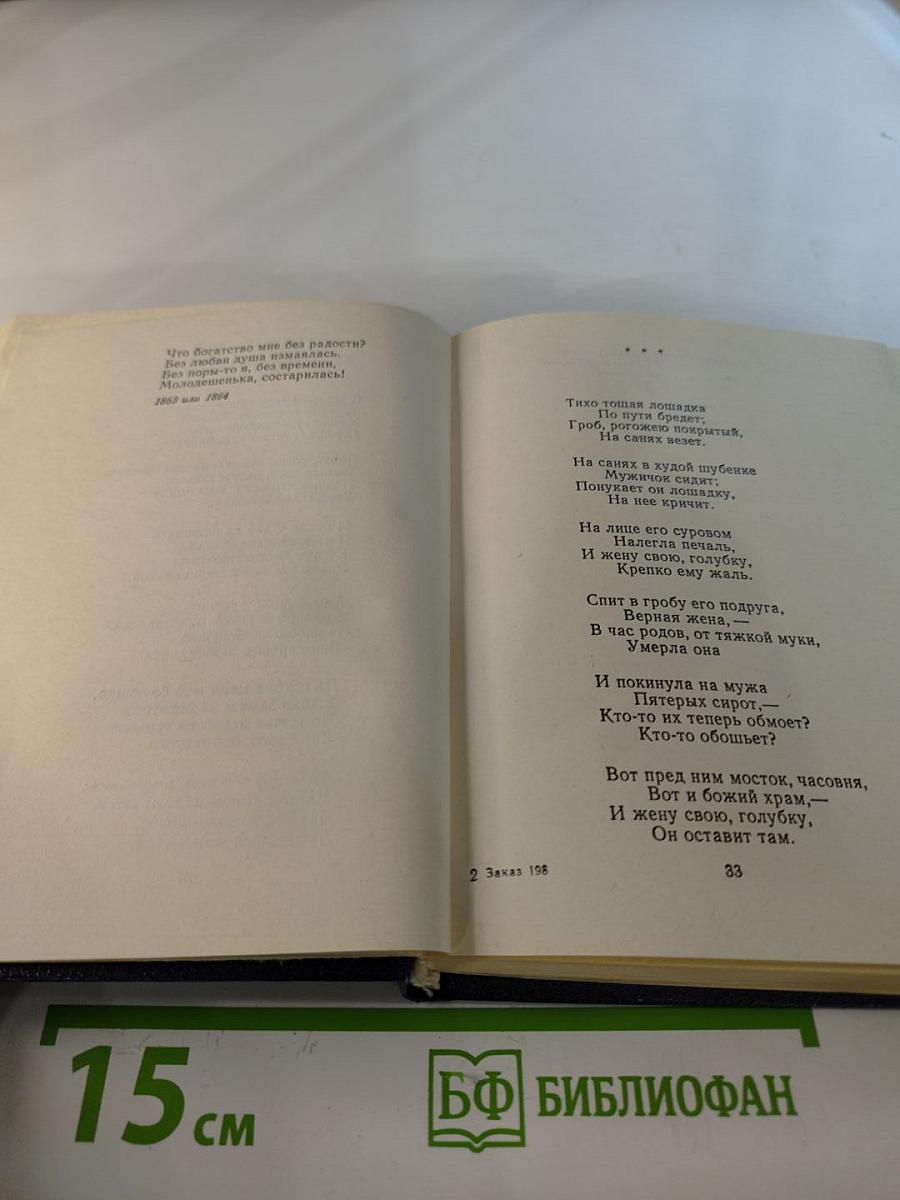 Что богатство мне без радости?
Без любви душа измаялась.
Без поры-то я, без времени,
Молодешенька, состарилась!
1863 или 1864
* * *
Тихо тощая лошадка
По пути бредет;
Гроб, рогожею покрытый,
На санях везет.
На санях в худой шубенке
Мужичок сидит;
Понукает он лошадку,
На нее кричит.
На лице его суровом
Налегла печаль,
И жену свою, голубку,
Крепко ему жаль.
Спит в гробу его подруга,
Верная жена,—
В час родов, от тяжкой муки,
Умерла она
И покинула на мужа
Пятерых сирот,—
Кто-то их теперь обмоет?
Кто-то обошьет?
Вот пред ним мосток, часовня,
Вот и божий храм,—
И жену свою, голубку,
Он оставит там.
2 Заказ 198
33
15 см
БФ БИБЛИОФАН